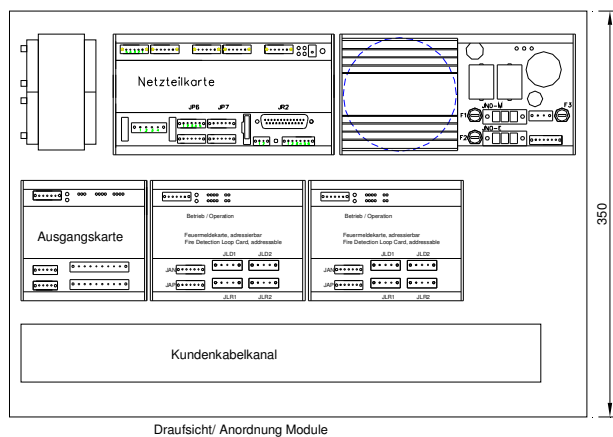 Netzteilkarte
JP6 JP7 JR2
JND-M
F1 F3
JND-E
F2
350
Ausgangskarte
Betrieb / Operation
Feuermeldekarte, adressierbar
Fire Detection Loop Card, addressable
JLD1 JLD2
JAN
JAP
JLR1 JLR2
Betrieb / Operation
Feuermeldekarte, adressierbar
Fire Detection Loop Card, addressable
JLD1 JLD2
JAN
JAP
JLR1 JLR2
Kundenkabelkanal
Draufsicht/ Anordnung Module